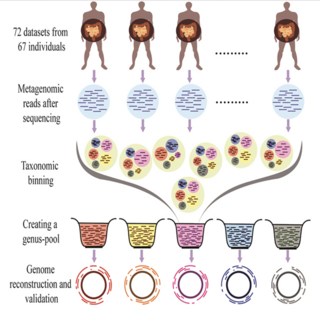 72 datasets from
67 individuals
Metagenomic
reads after
sequencing
Taxonomic
binning
Creating a
genus-pool
Genome
reconstruction and
validation